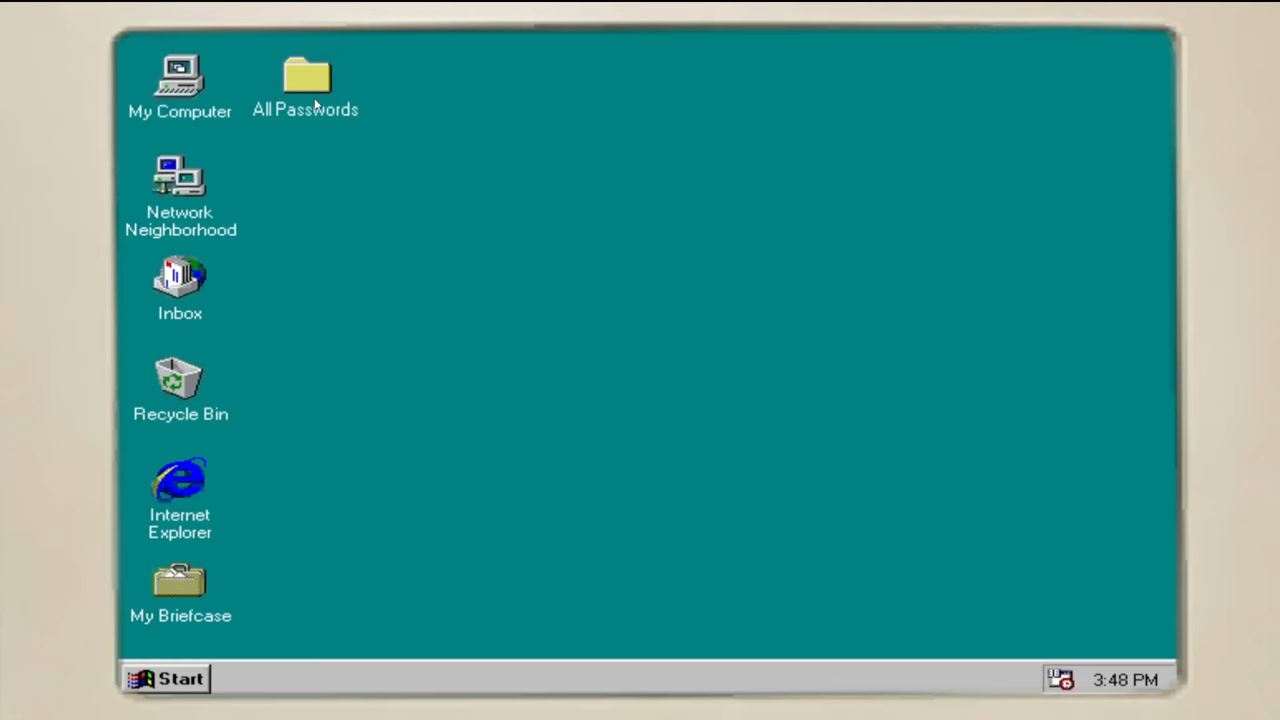 My Computer
All Passwords
Network
Neighborhood
Inbox
Recycle Bin
Internet
Explorer
My Briefcase
Start
3:48 PM